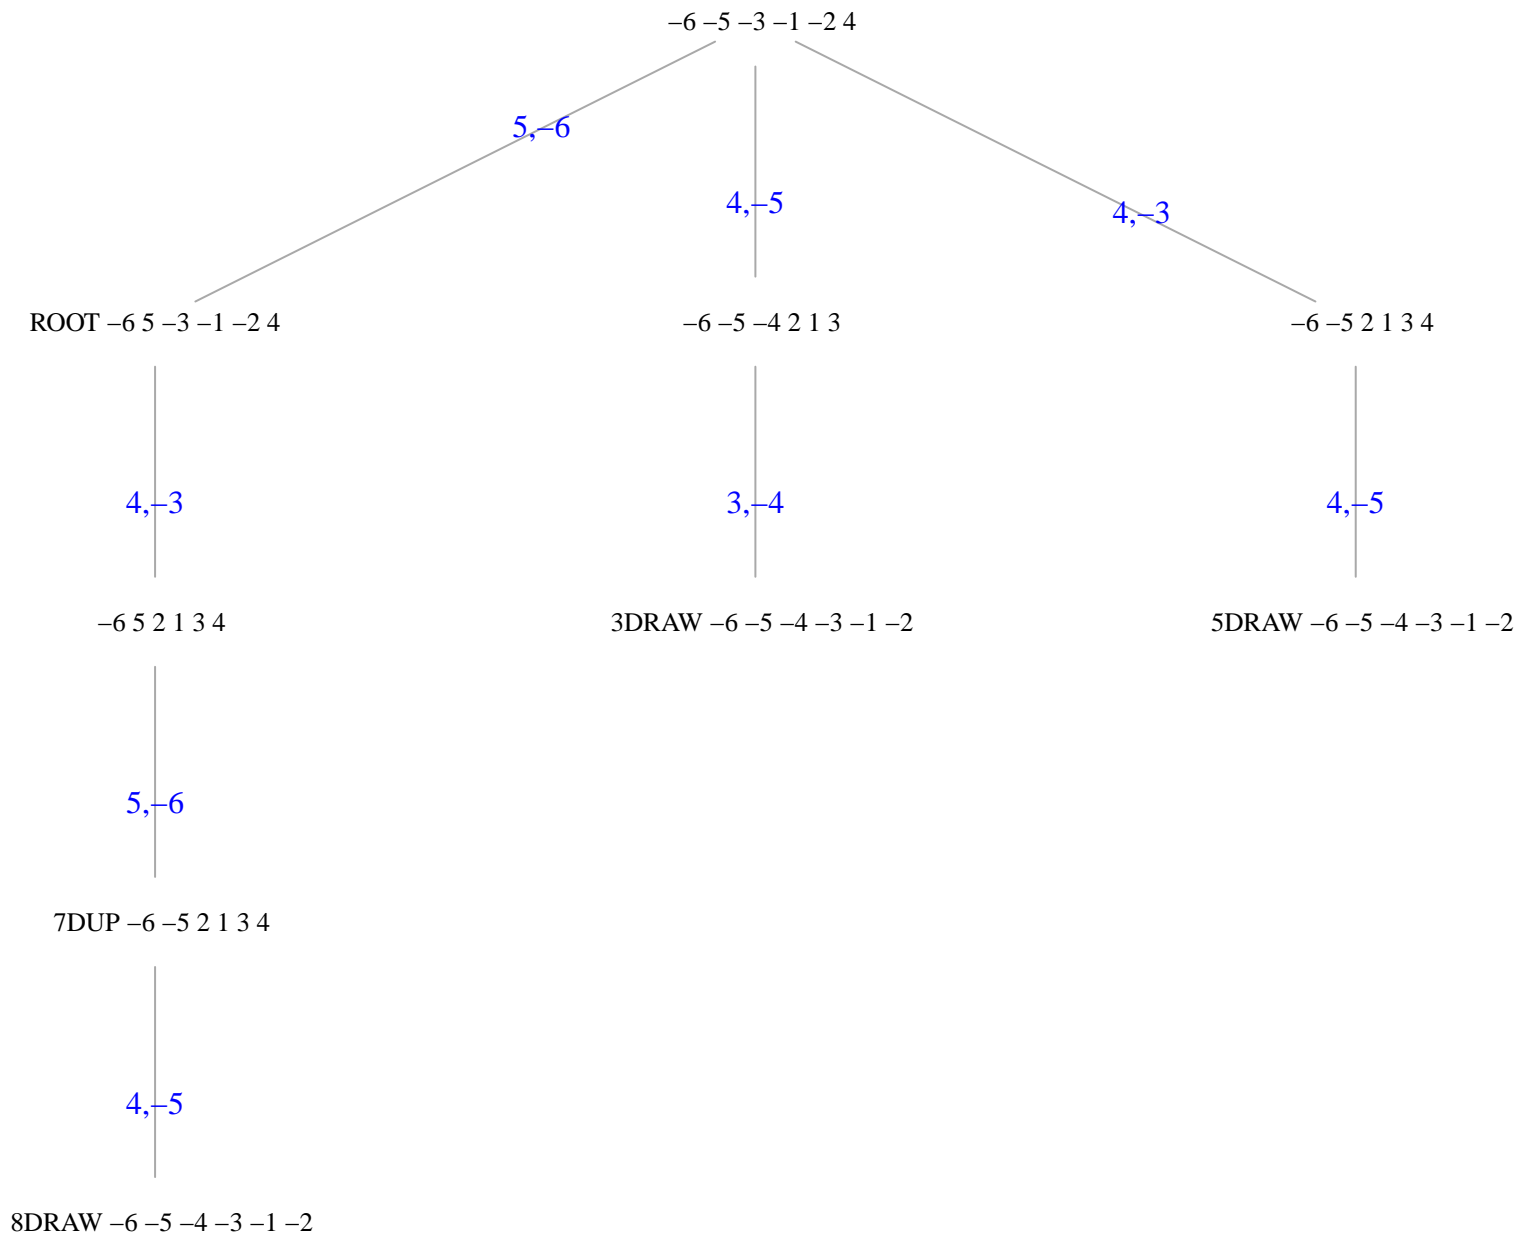 –6 –5 –3 –1 –2 4
5,–6
4,–5
4,–3
ROOT –6 5 –3 –1 –2 4
–6 –5 –4 2 1 3
–6 –5 2 1 3 4
4,–3
3,–4
4,–5
–6 5 2 1 3 4
3DRAW –6 –5 –4 –3 –1 –2
5DRAW –6 –5 –4 –3 –1 –2
5,–6
7DUP –6 –5 2 1 3 4
4,–5
8DRAW –6 –5 –4 –3 –1 –2